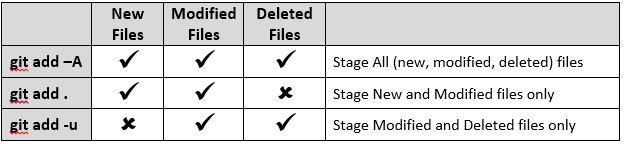 New Files Modified Files Deleted Files
git add –A ✓ ✓ ✓ Stage All (new, modified, deleted) files
git add . ✓ ✓ ✗ Stage New and Modified files only
git add -u ✗ ✓ ✓ Stage Modified and Deleted files only